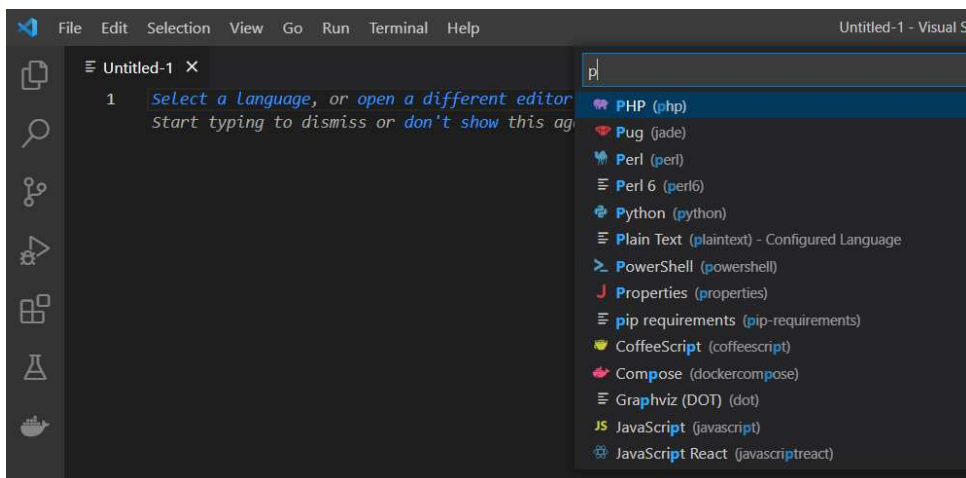 File Edit Selection View Go Run Terminal Help Untitled-1 - Visual S
Untitled-1
p
1 Select a language, or open a different editor
Start typing to dismiss or don't show this aga
PHP (php)
Pug (jade)
Perl (perl)
Perl 6 (perl6)
Python (python)
Plain Text (plaintext) - Configured Language
PowerShell (powershell)
J Properties (properties)
pip requirements (pip-requirements)
CoffeeScript (coffeescript)
Compose (dockercompose)
Graphviz (DOT) (dot)
JS JavaScript (javascript)
JavaScript React (javascriptreact)